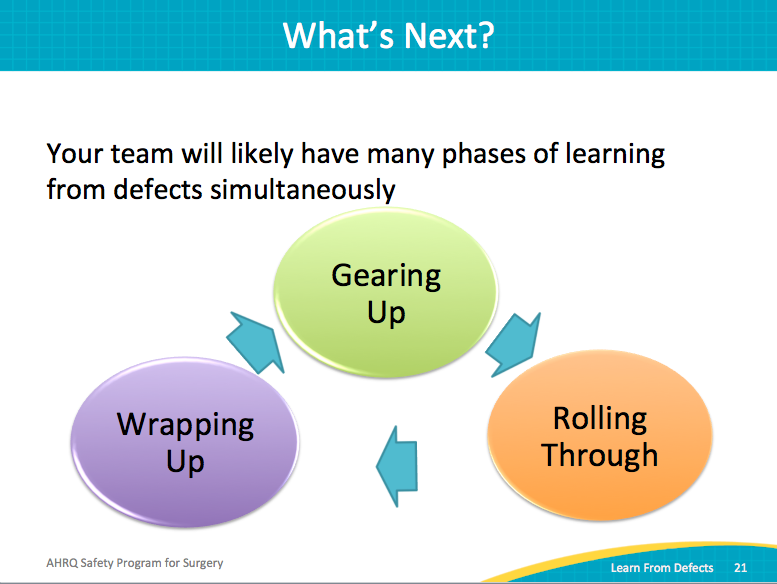 What’s Next?
Your team will likely have many phases of learning
from defects simultaneously
Gearing
Up
Rolling
Through
Wrapping
Up
AHRQ Safety Program for Surgery
Learn From Defects 21